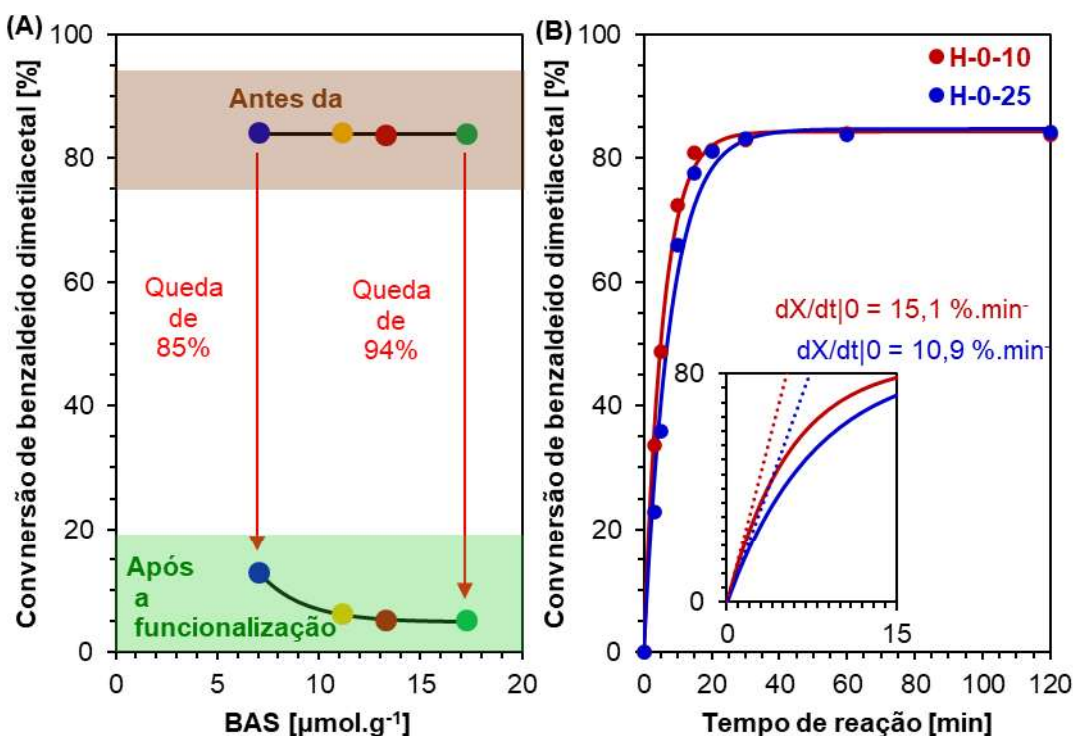 (A)
Convnersão de benzaldeído dimetilacetal [%]
100
80
60
40
20
0
Antes da
Queda
de
85%
Queda
de
94%
Após
a
funcionalização
0 5 10 15 20
BAS [µmol.g⁻¹]
(B)
Convnersão de benzaldeído dimetilacetal [%]
100
80
60
40
20
0
H-0-10
H-0-25
dX/dt|0 = 15,1 %.min⁻
dX/dt|0 = 10,9 %.min⁻
80
0
0 15
0 20 40 60 80 100 120
Tempo de reação [min]